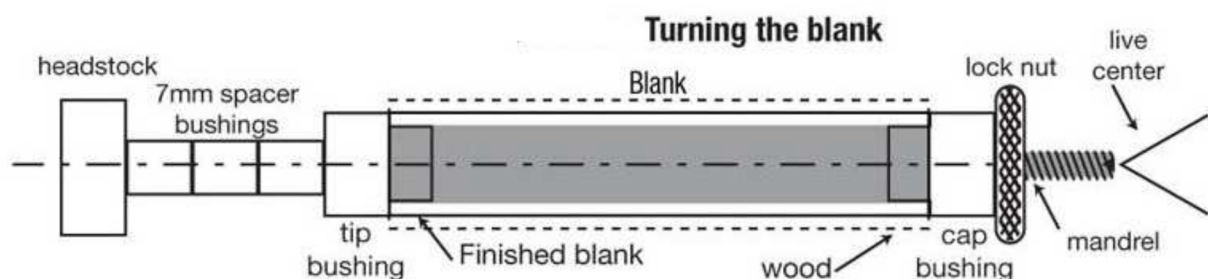 Turning the blank
headstock
7mm spacer
bushings
Blank
lock nut
live
center
tip
bushing
Finished blank
wood
cap
bushing
mandrel